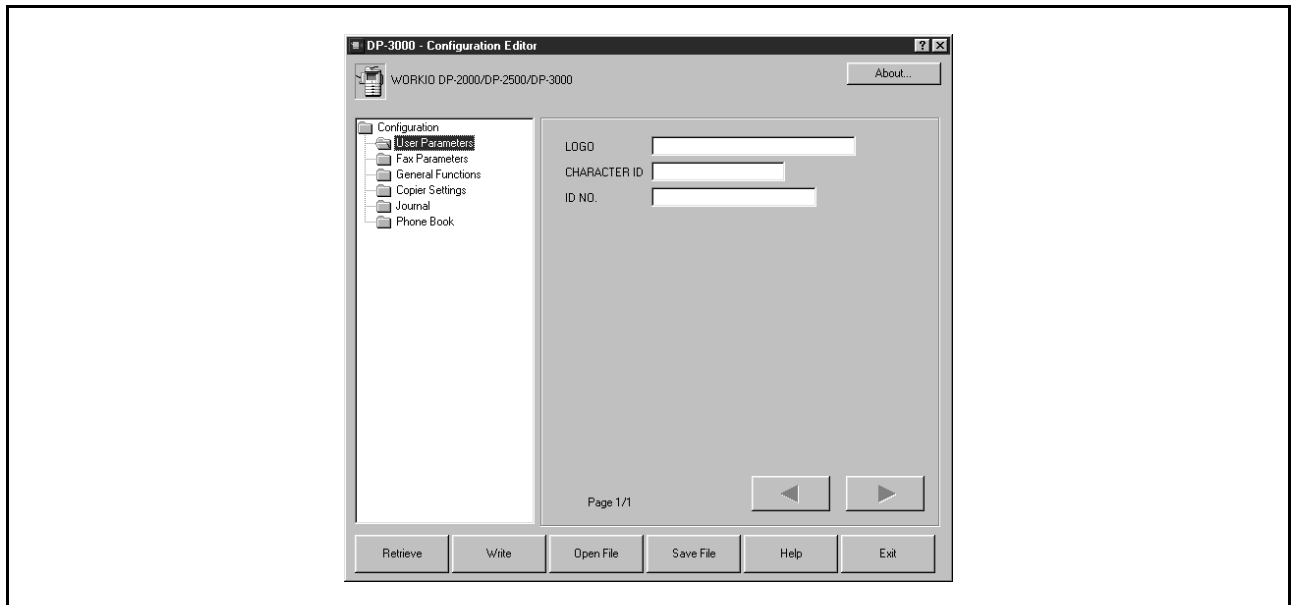 DP-3000 - Configuration Editor
WORKIO DP-2000/DP-2500/DP-3000
About...
Configuration
User Parameters
Fax Parameters
General Functions
Copier Settings
Journal
Phone Book
LOGO
CHARACTER ID
ID NO.
Page 1/1
Retrieve
Write
Open File
Save File
Help
Exit